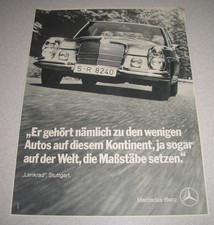 S-R 8240
„Er gehört nämlich zu den wenigen
Autos auf diesem Kontinent, ja sogar
auf der Welt, die Maßstäbe setzen.“
„Lenkrad“, Stuttgart.
Mercedes-Benz